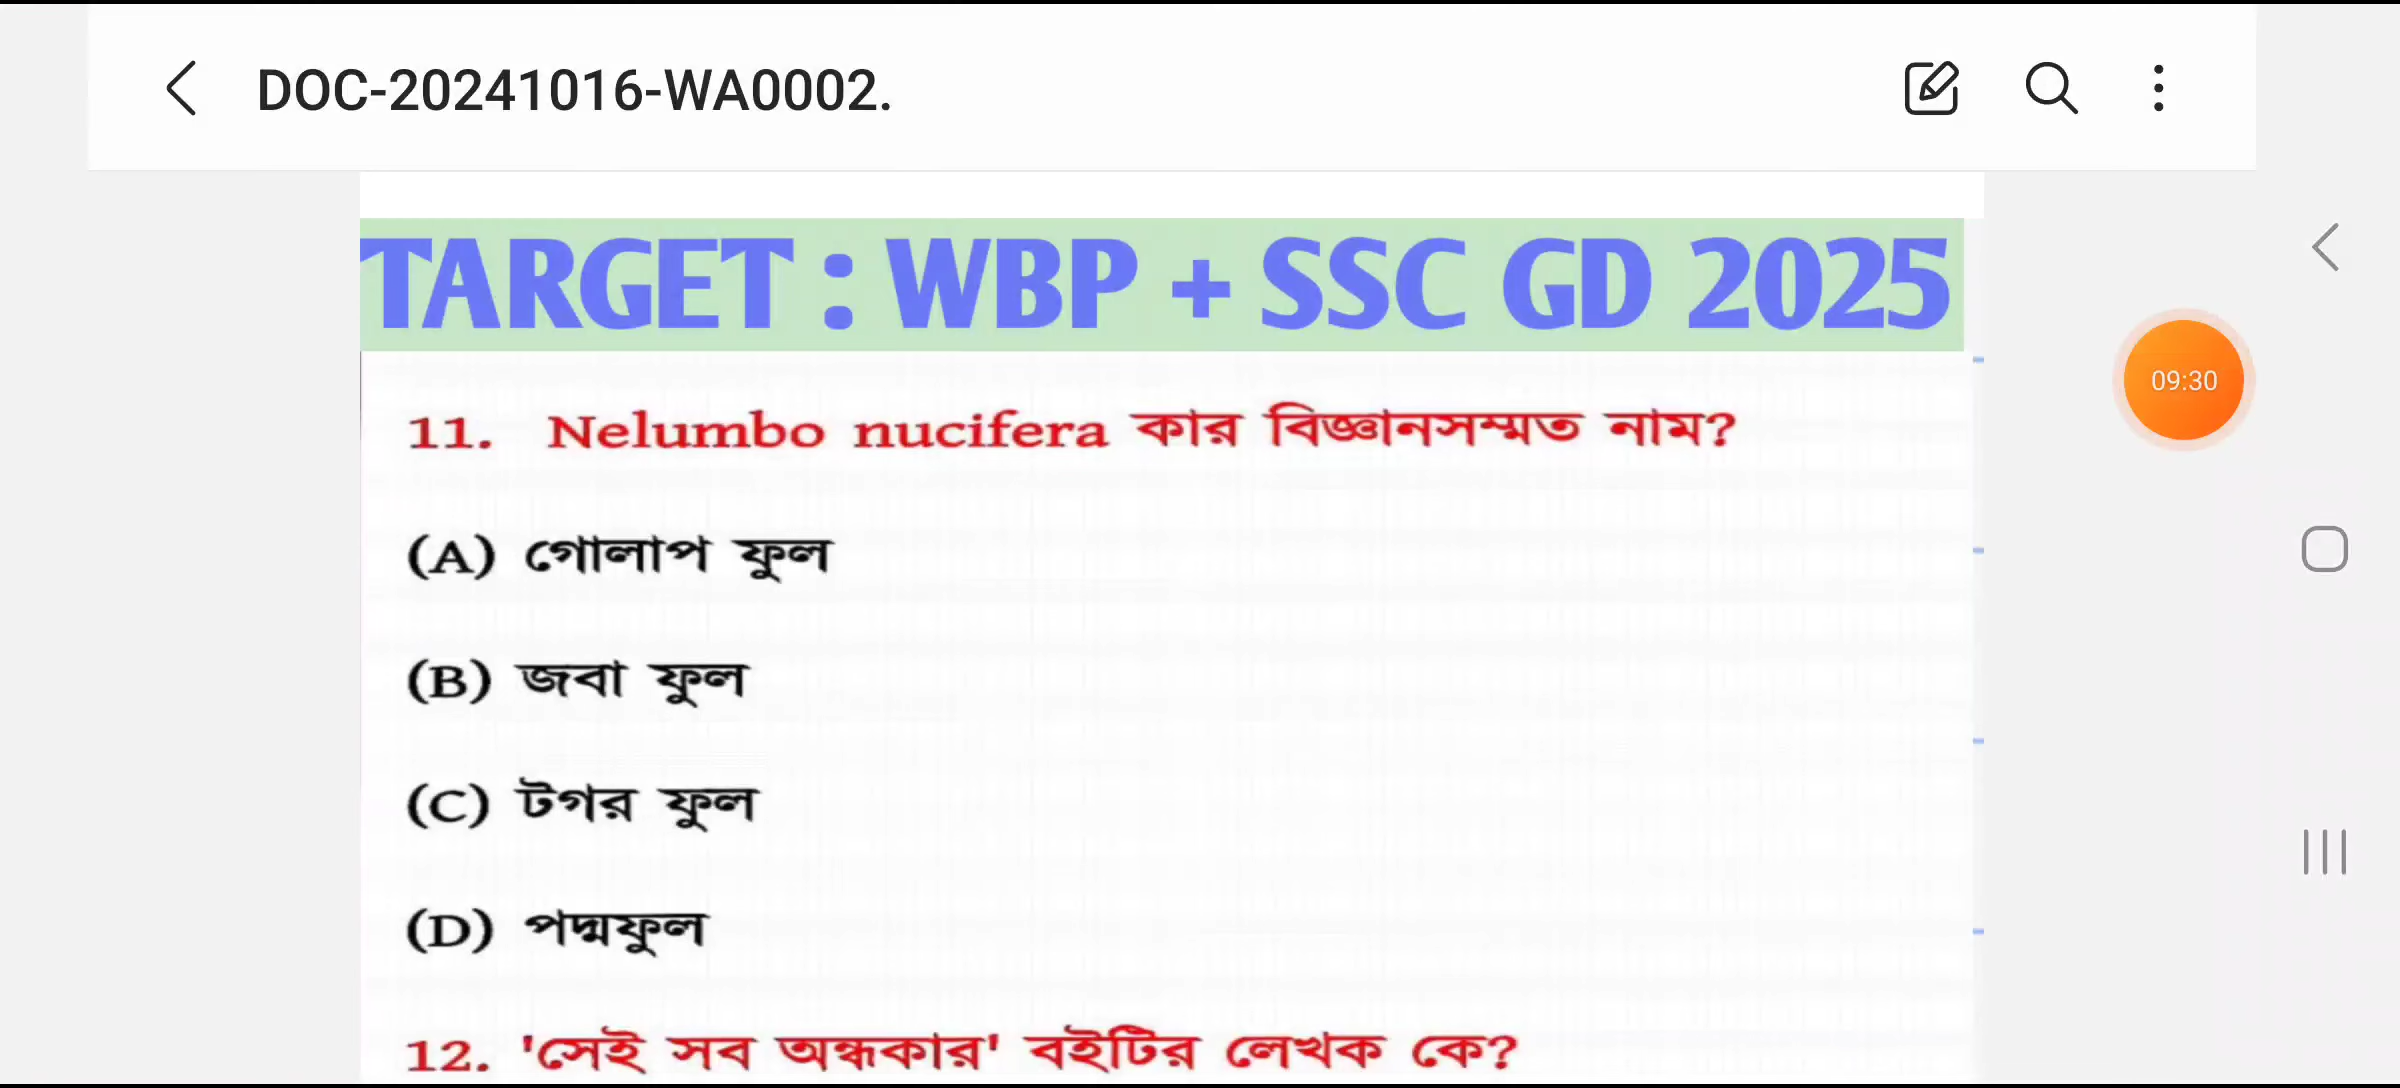 DOC-20241016-WA0002.
TARGET : WBP + SSC GD 2025
09:30
11. Nelumbo nucifera কার বিজ্ঞানসম্মত নাম?
(A) গোলাপ ফুল
(B) জবা ফুল
(C) টগর ফুল
(D) পদ্মফুল
12. 'সেই সব অন্ধকার' বইটির লেখক কে?